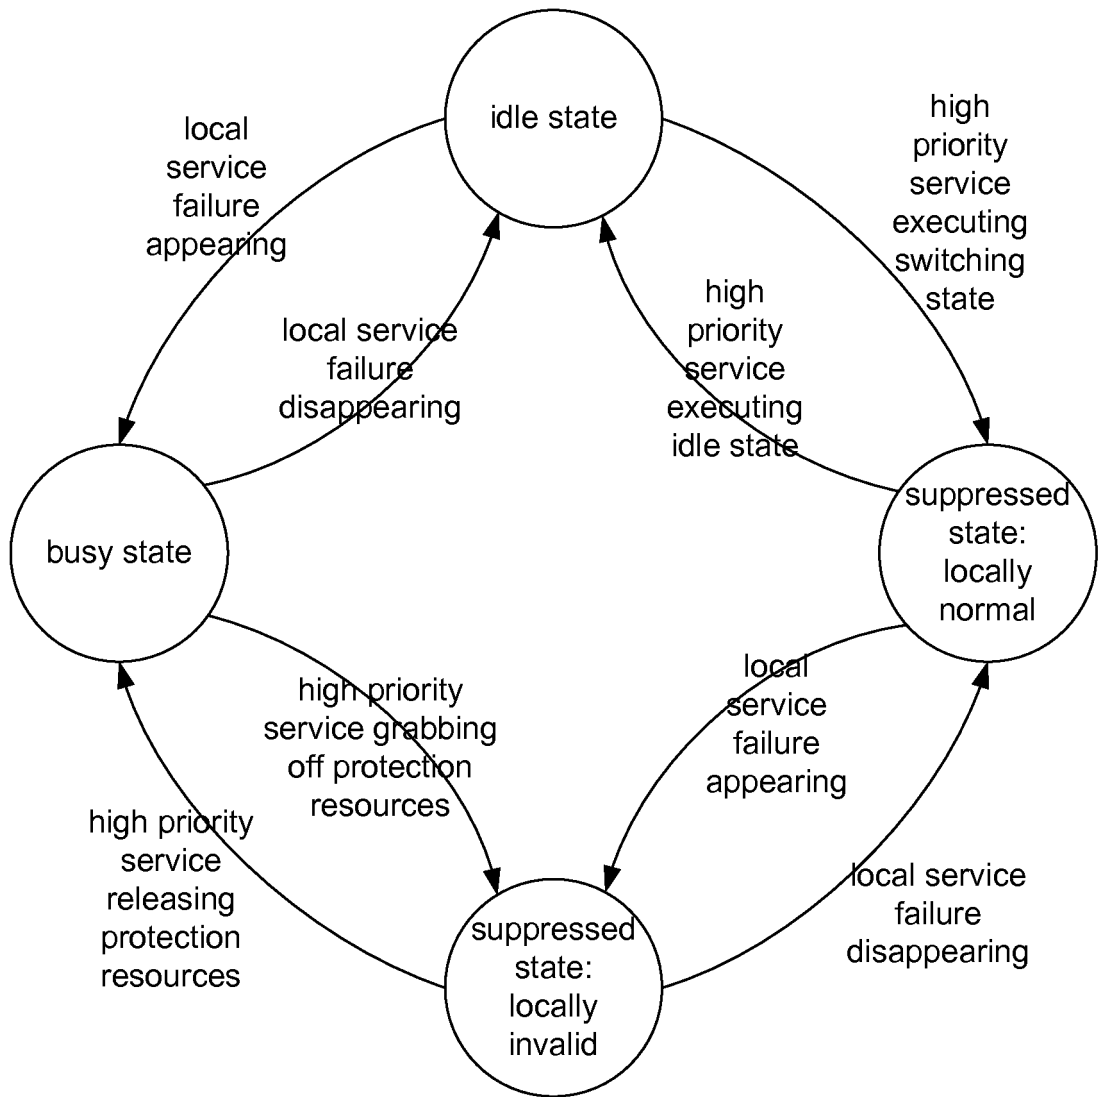 idle state
local
service
failure
appearing
high
priority
service
executing
switching
state
local service
failure
disappearing
high
priority
service
executing
idle state
busy state
suppressed
state:
locally
normal
high priority
service grabbing
off protection
resources
local
service
failure
appearing
high priority
service
releasing
protection
resources
local service
failure
disappearing
suppressed
state:
locally
invalid